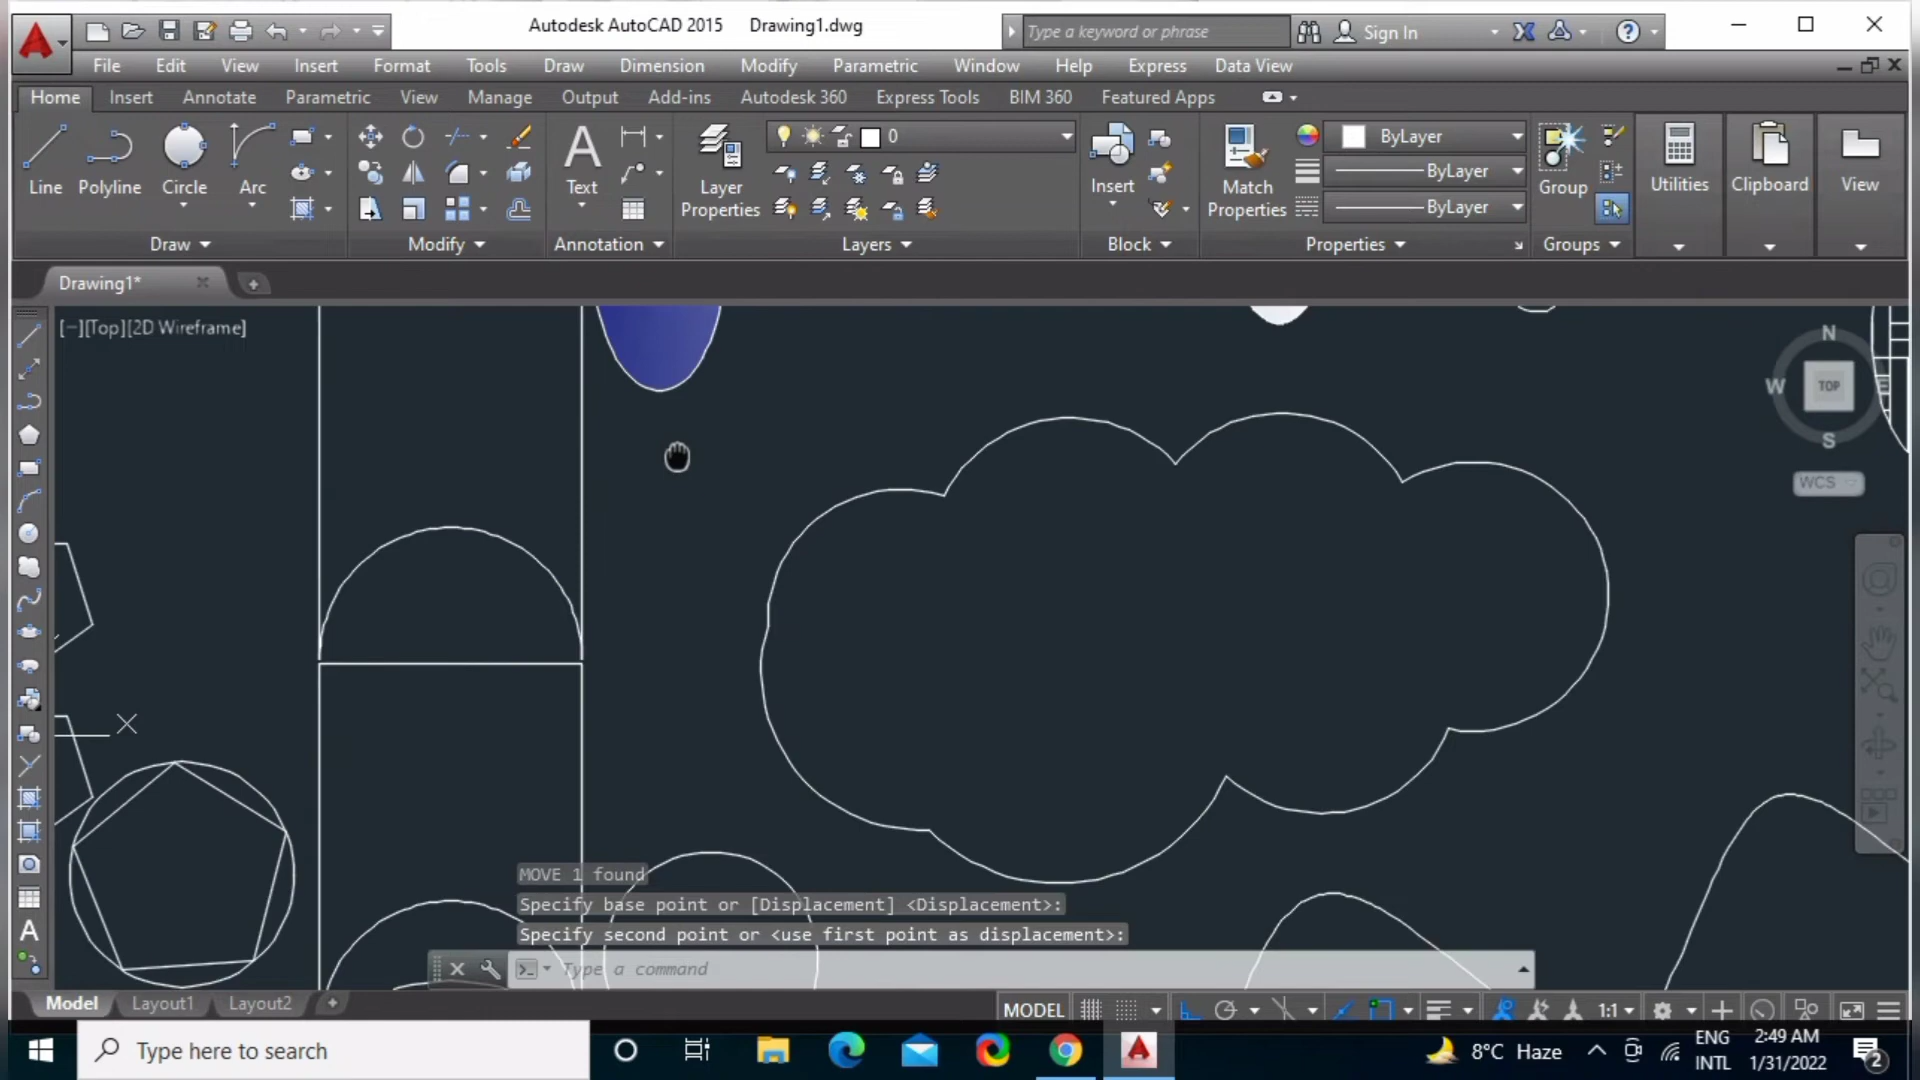 Autodesk AutoCAD 2015 Drawing1.dwg
Type a keyword or phrase
Sign In
File Edit View Insert Format Tools Draw Dimension Modify Parametric Window Help Express Data View
Home Insert Annotate Parametric View Manage Output Add-ins Autodesk 360 Express Tools BIM 360 Featured Apps
0
ByLayer
ByLayer
ByLayer
Line Polyline Circle Arc
Text
Layer
Properties
Insert
Match
Properties
Group
Utilities
Clipboard
View
Draw Modify Annotation Layers Block Properties Groups
Drawing1*
[−][Top][2D Wireframe]
N
W TOP E
S
WCS
MOVE 1 found
Specify base point or [Displacement] <Displacement>:
Specify second point or <use first point as displacement>:
Type a command
Model Layout1 Layout2
MODEL 1:1
Type here to search
8°C Haze
ENG
INTL
2:49 AM
1/31/2022
2